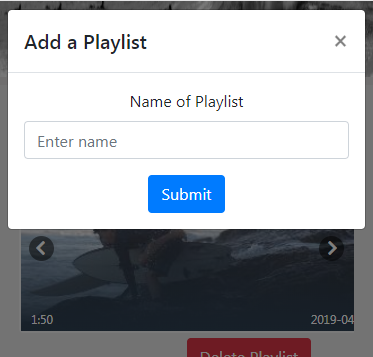 Add a Playlist
×
Name of Playlist
Enter name
Submit
1:50
2019-04
Delete Playlist